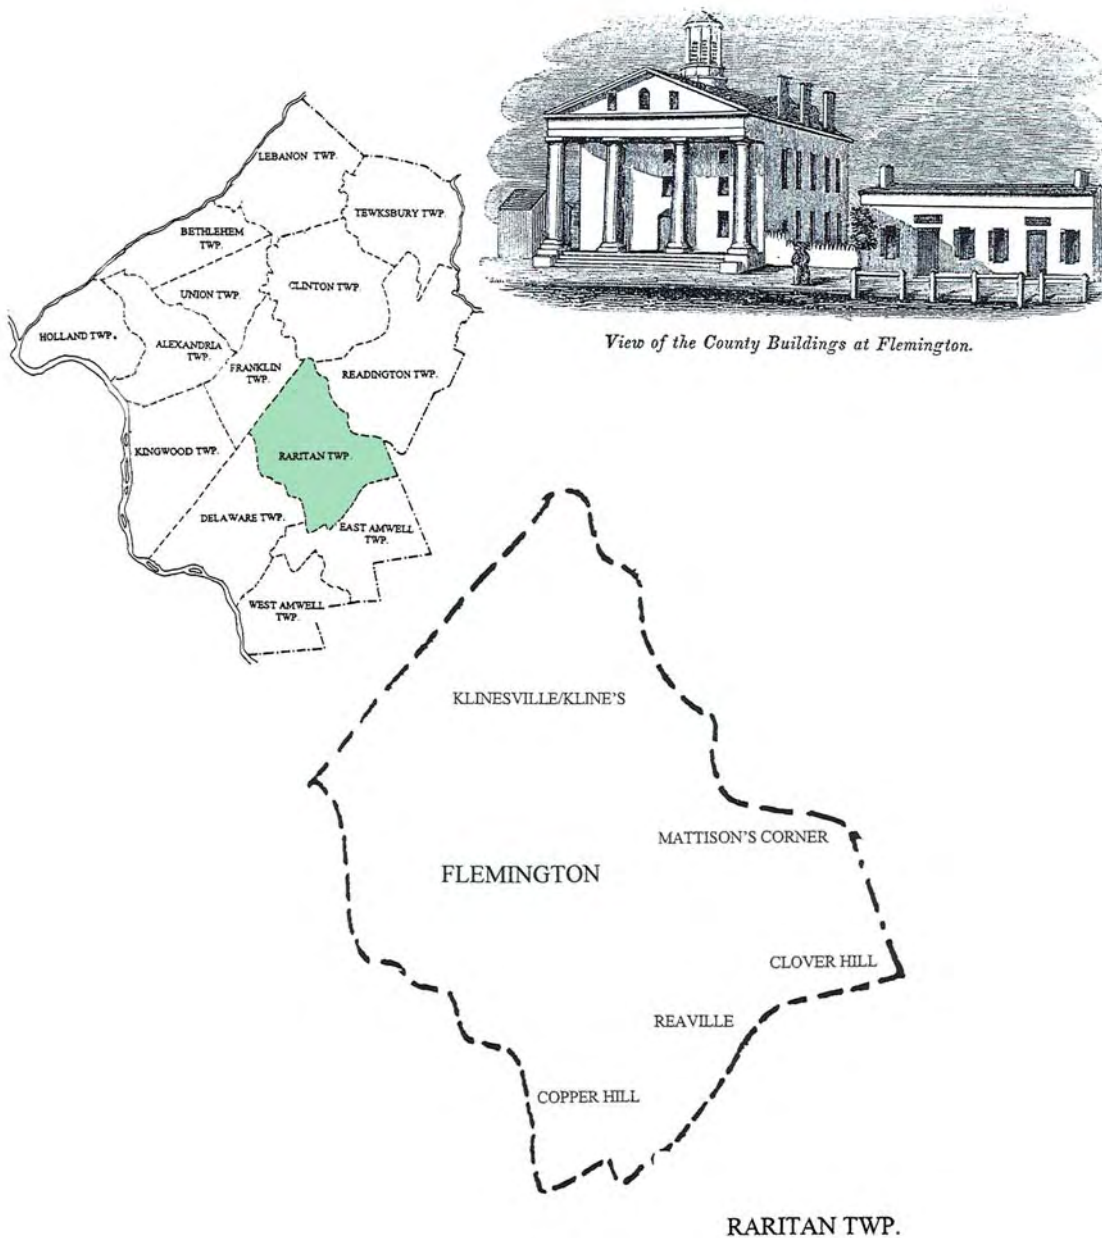 LEBANON TWP.
TEWKSBURY TWP.
BETHLEHEM
TWP.
UNION TWP.
CLINTON TWP.
HOLLAND TWP.
ALEXANDRIA
TWP.
FRANKLIN
TWP.
READINGTON TWP.
KINGWOOD TWP.
RARITAN TWP.
DELAWARE TWP.
EAST AMWELL
TWP.
WEST AMWELL
TWP.
View of the County Buildings at Flemington.
KLINESVILLE/KLINE'S
MATTISON'S CORNER
FLEMINGTON
CLOVER HILL
REAVILLE
COPPER HILL
RARITAN TWP.